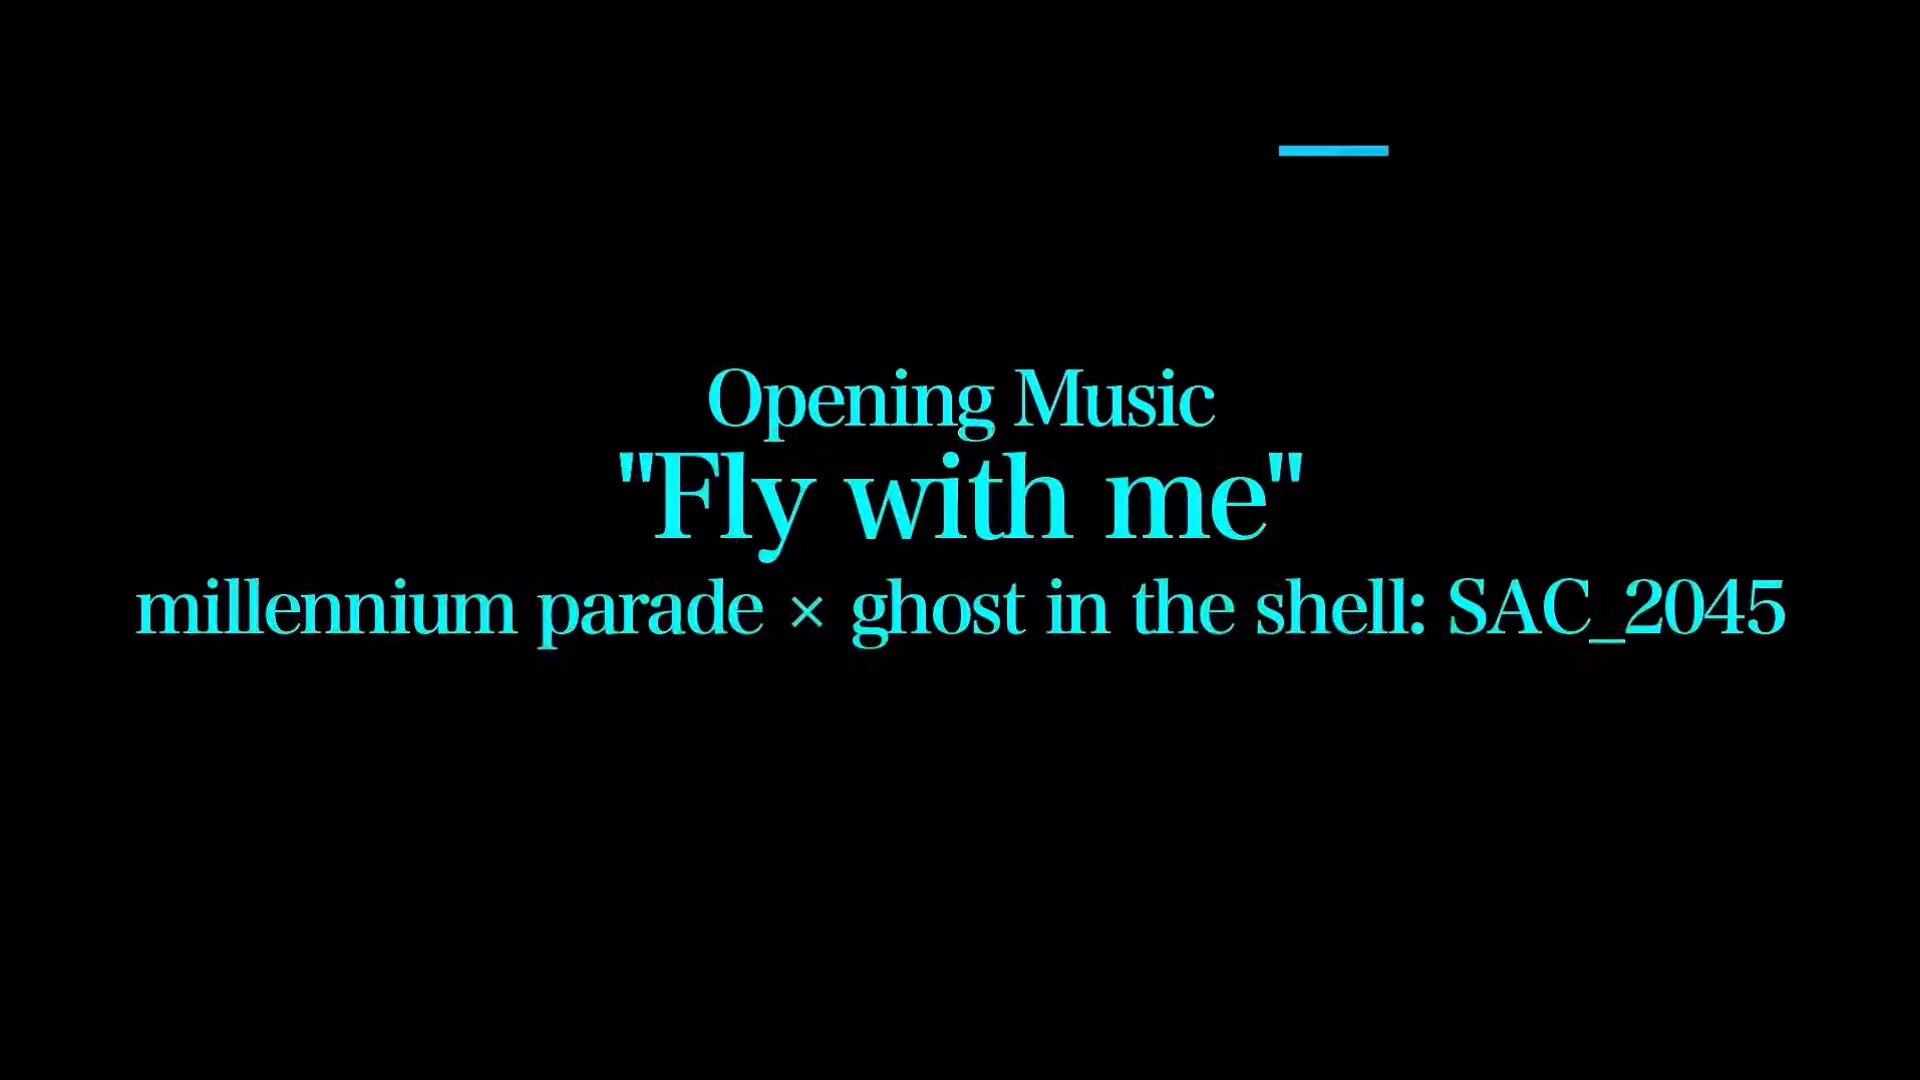 Opening Music
"Fly with me"
millennium parade × ghost in the shell: SAC_2045